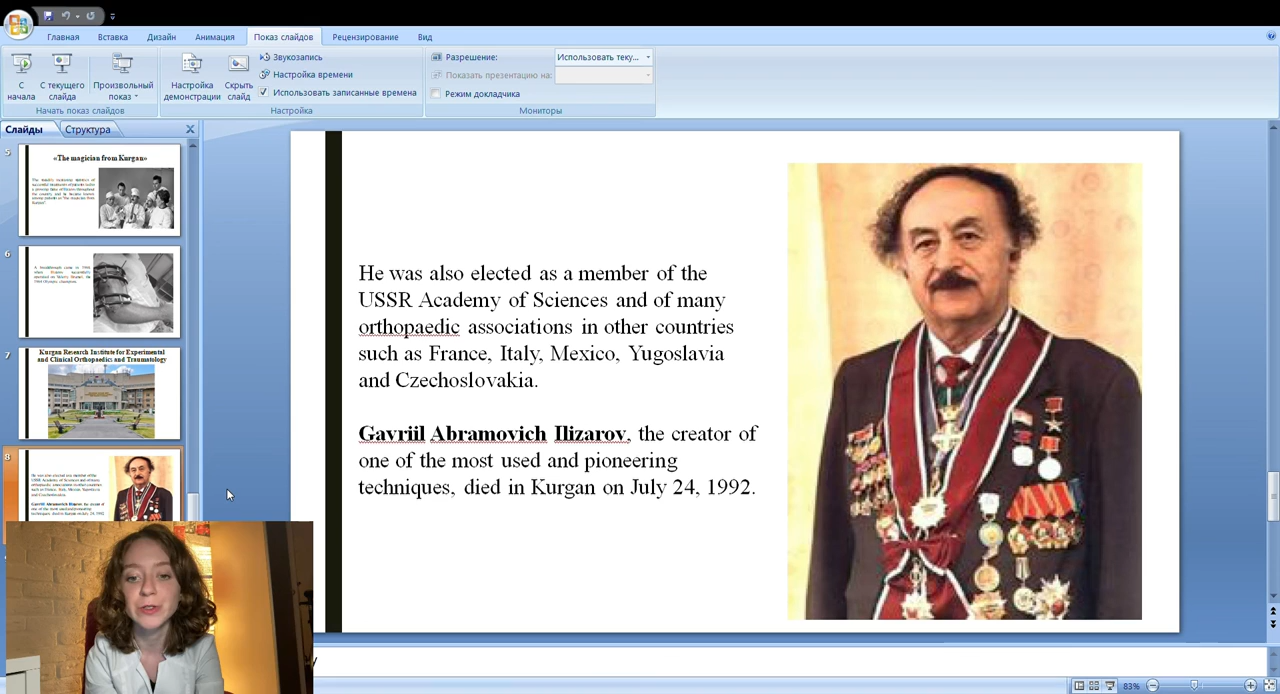 Главная Вставка Дизайн Анимация Показ слайдов Рецензирование Вид
С начала
С текущего слайда
Произвольный показ
Начать показ слайдов
Настройка демонстрации
Скрыть слайд
Звукозапись
Настройка времени
Использовать записанные времена
Настройка
Разрешение: Использовать теку...
Показать презентацию на:
Режим докладчика
Мониторы
Слайды Структура
5
«The magician from Kurgan»
6
7
Kurgan Research Institute for Experimental
and Clinical Orthopaedics and Traumatology
8
He was also elected as a member of the
USSR Academy of Sciences and of many
orthopaedic associations in other countries
such as France, Italy, Mexico, Yugoslavia
and Czechoslovakia.
Gavriil Abramovich Ilizarov, the creator of
one of the most used and pioneering
techniques, died in Kurgan on July 24, 1992.
83%